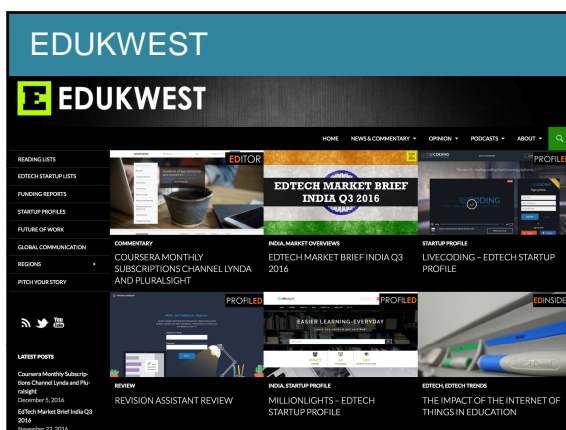 EDUKWEST
E EDUKWEST
HOME NEWS & COMMENTARY OPINION PODCASTS ABOUT
READING LISTS
EDTECH STARTUP LISTS
FUNDING REPORTS
STARTUP PROFILES
FUTURE OF WORK
GLOBAL COMMUNICATION
REGIONS
PITCH YOUR STORY
You
Tube
LATEST POSTS
Coursera Monthly Subscrip-
tions Channel Lynda and Plu-
ralsight
December 5, 2016
EdTech Market Brief India Q3
2016
November 23, 2016
EDITOR
COMMENTARY
COURSERA MONTHLY
SUBSCRIPTIONS CHANNEL LYNDA
AND PLURALSIGHT
E
EDTECH MARKET BRIEF
INDIA Q3 2016
INDIA, MARKET OVERVIEWS
EDTECH MARKET BRIEF INDIA Q3
2016
PROFILED
STARTUP PROFILE
LIVECODING – EDTECH STARTUP
PROFILE
PROFILED
REVIEW
REVISION ASSISTANT REVIEW
PROFILED
EASIER LEARNING-EVERYDAY
INDIA, STARTUP PROFILE
MILLIONLIGHTS – EDTECH
STARTUP PROFILE
EDINSIDE
EDTECH, EDTECH TRENDS
THE IMPACT OF THE INTERNET OF
THINGS IN EDUCATION